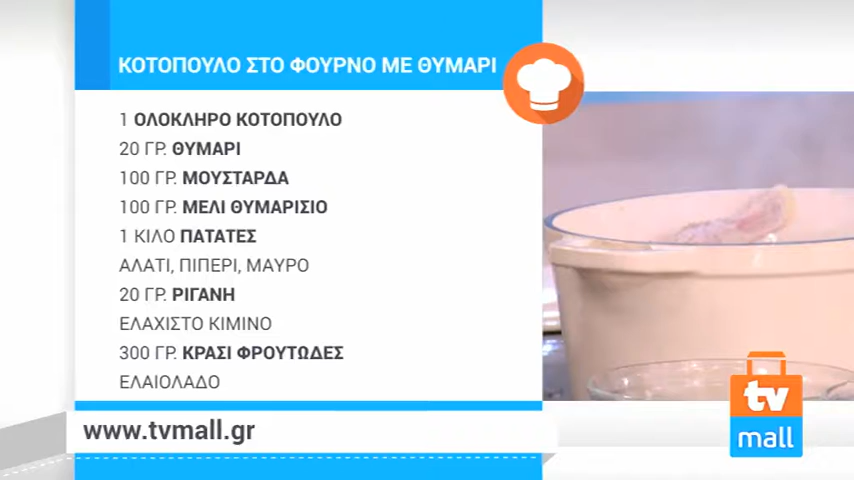 ΚΟΤΟΠΟΥΛΟ ΣΤΟ ΦΟΥΡΝΟ ΜΕ ΘΥΜΑΡΙ
1 ΟΛΟΚΛΗΡΟ ΚΟΤΟΠΟΥΛΟ
20 ΓΡ. ΘΥΜΑΡΙ
100 ΓΡ. ΜΟΥΣΤΑΡΔΑ
100 ΓΡ. ΜΕΛΙ ΘΥΜΑΡΙΣΙΟ
1 ΚΙΛΟ ΠΑΤΑΤΕΣ
ΑΛΑΤΙ, ΠΙΠΕΡΙ, ΜΑΥΡΟ
20 ΓΡ. ΡΙΓΑΝΗ
ΕΛΑΧΙΣΤΟ ΚΙΜΙΝΟ
300 ΓΡ. ΚΡΑΣΙ ΦΡΟΥΤΩΔΕΣ
ΕΛΑΙΟΛΑΔΟ
www.tvmall.gr
tv
mall